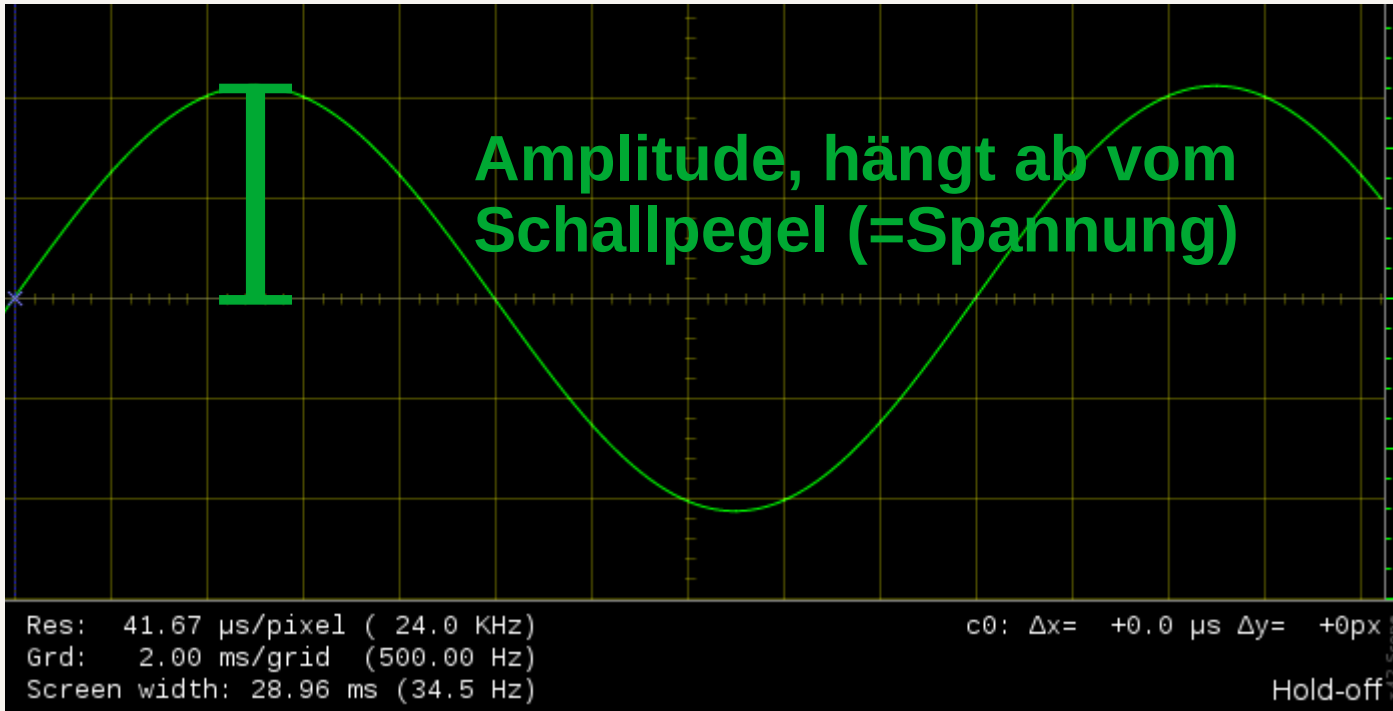 Amplitude, hängt ab vom
Schallpegel (=Spannung)
Res:  41.67 µs/pixel ( 24.0 KHz)
c0: Δx=  +0.0 µs Δy=  +0px
Grd:   2.00 ms/grid  (500.00 Hz)
Screen width: 28.96 ms (34.5 Hz)
Hold-off